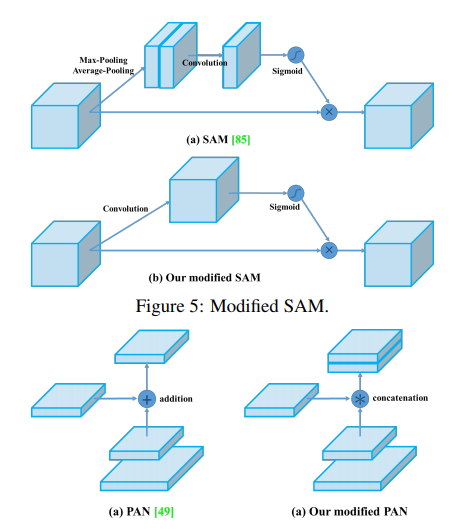 Max-Pooling
Average-Pooling
Convolution
Sigmoid
×
(a) SAM [85]
Convolution
Sigmoid
×
(b) Our modified SAM
Figure 5: Modified SAM.
+ addition
* concatenation
(a) PAN [49]
(a) Our modified PAN